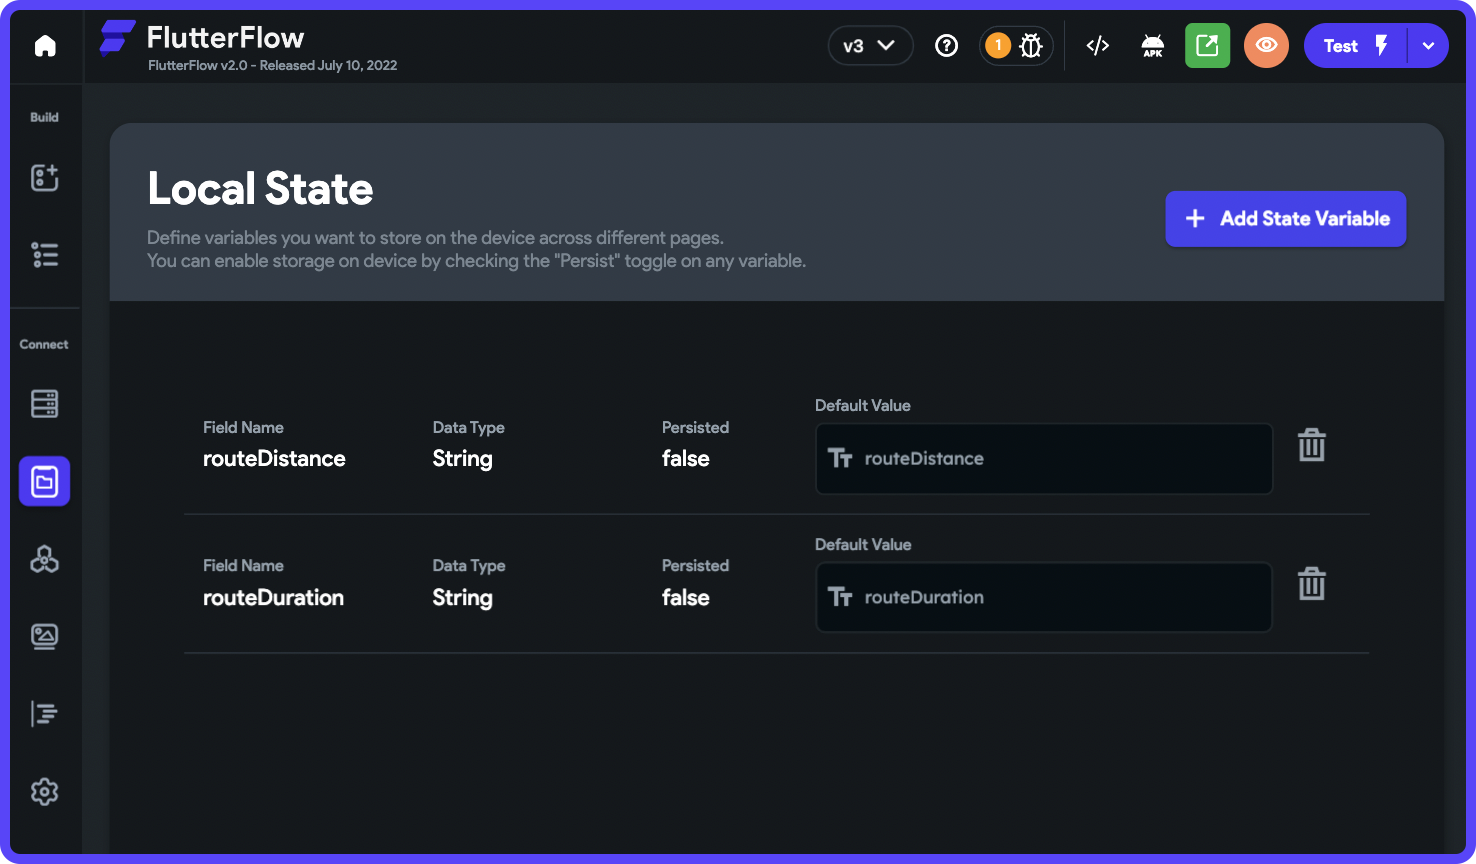 FlutterFlow
FlutterFlow v2.0 - Released July 10, 2022
v3
1
APK
Test
Build
Connect
Local State
Define variables you want to store on the device across different pages.
You can enable storage on device by checking the "Persist" toggle on any variable.
Add State Variable
Field Name
routeDistance
Data Type
String
Persisted
false
Default Value
routeDistance
Field Name
routeDuration
Data Type
String
Persisted
false
Default Value
routeDuration